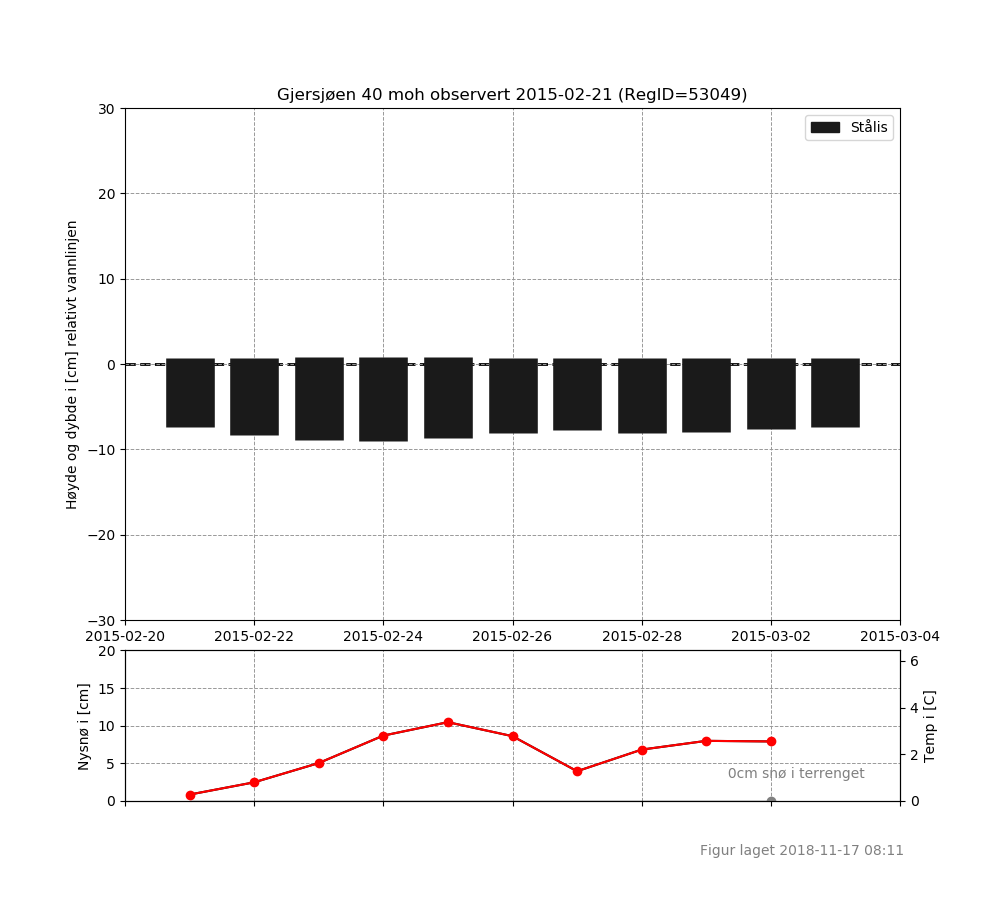 Gjersjøen 40 moh observert 2015-02-21 (RegID=53049)
Stålis
Høyde og dybde i [cm] relativt vannlinjen
30
20
10
0
−10
−20
−30
2015-02-20 2015-02-22 2015-02-24 2015-02-26 2015-02-28 2015-03-02 2015-03-04
Nysnø i [cm]
20
15
10
5
0
6
4
2
0
Temp i [C]
0cm snø i terrenget
Figur laget 2018-11-17 08:11